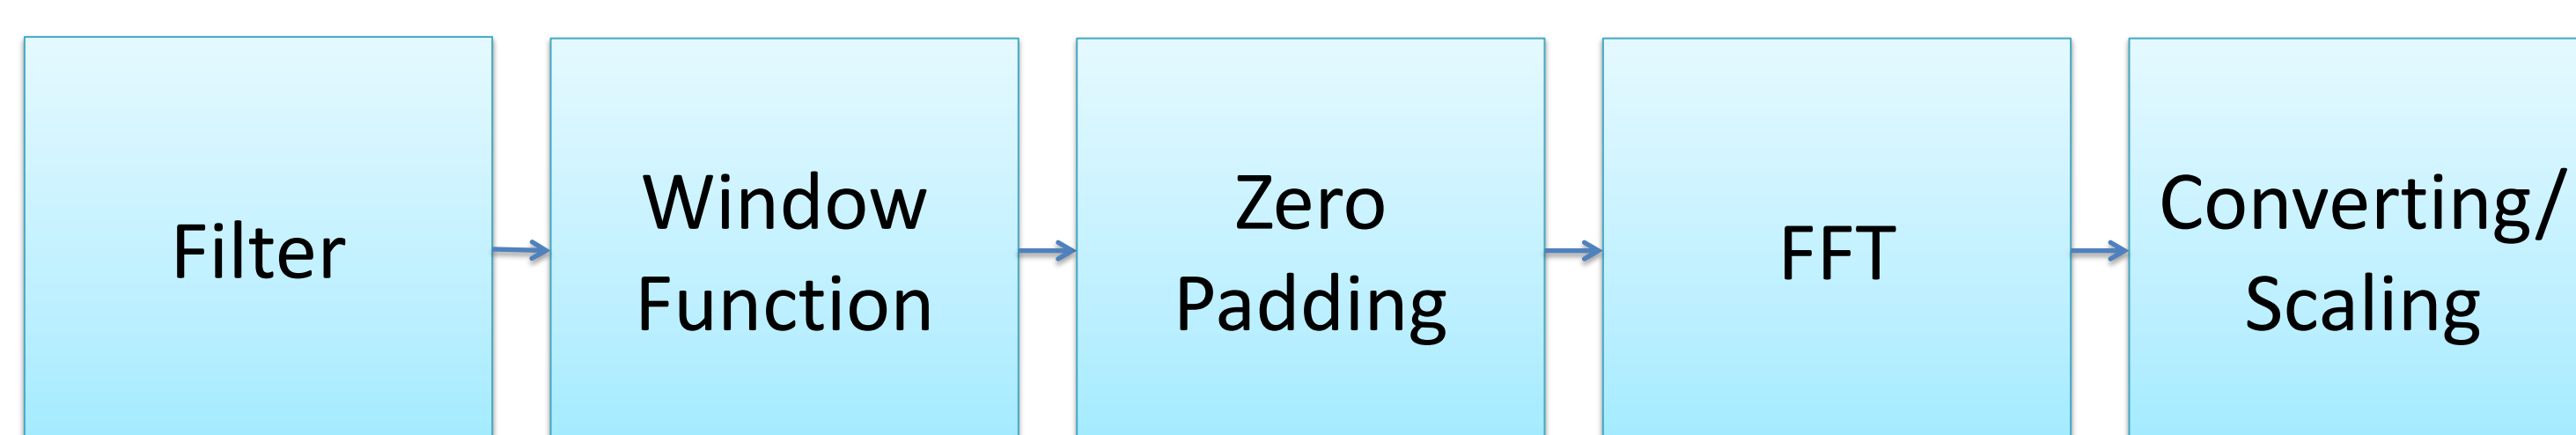 Filter
Window
Function
Zero
Padding
FFT
Converting/
Scaling